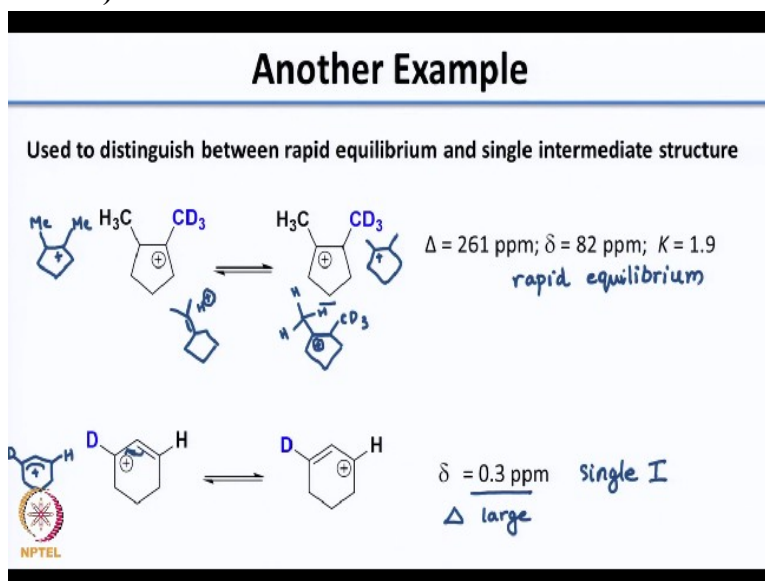 Another Example
Used to distinguish between rapid equilibrium and single intermediate structure
Me Me H₃C CD₃ H₃C CD₃ Δ = 261 ppm; δ = 82 ppm; K = 1.9
+ ⊕ ⊕ + rapid equilibrium
H⊕ H H H CD₃
⊕
D H D H D H
+ ⊕ ⊕ δ = 0.3 ppm single I
Δ large
NPTEL